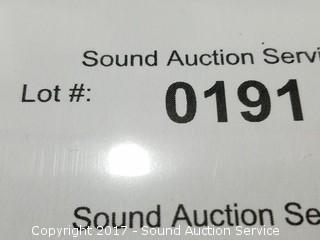 Sound Auction Servi
Lot #: 0191
Sound Auction Se
Copyright 2017 - Sound Auction Service